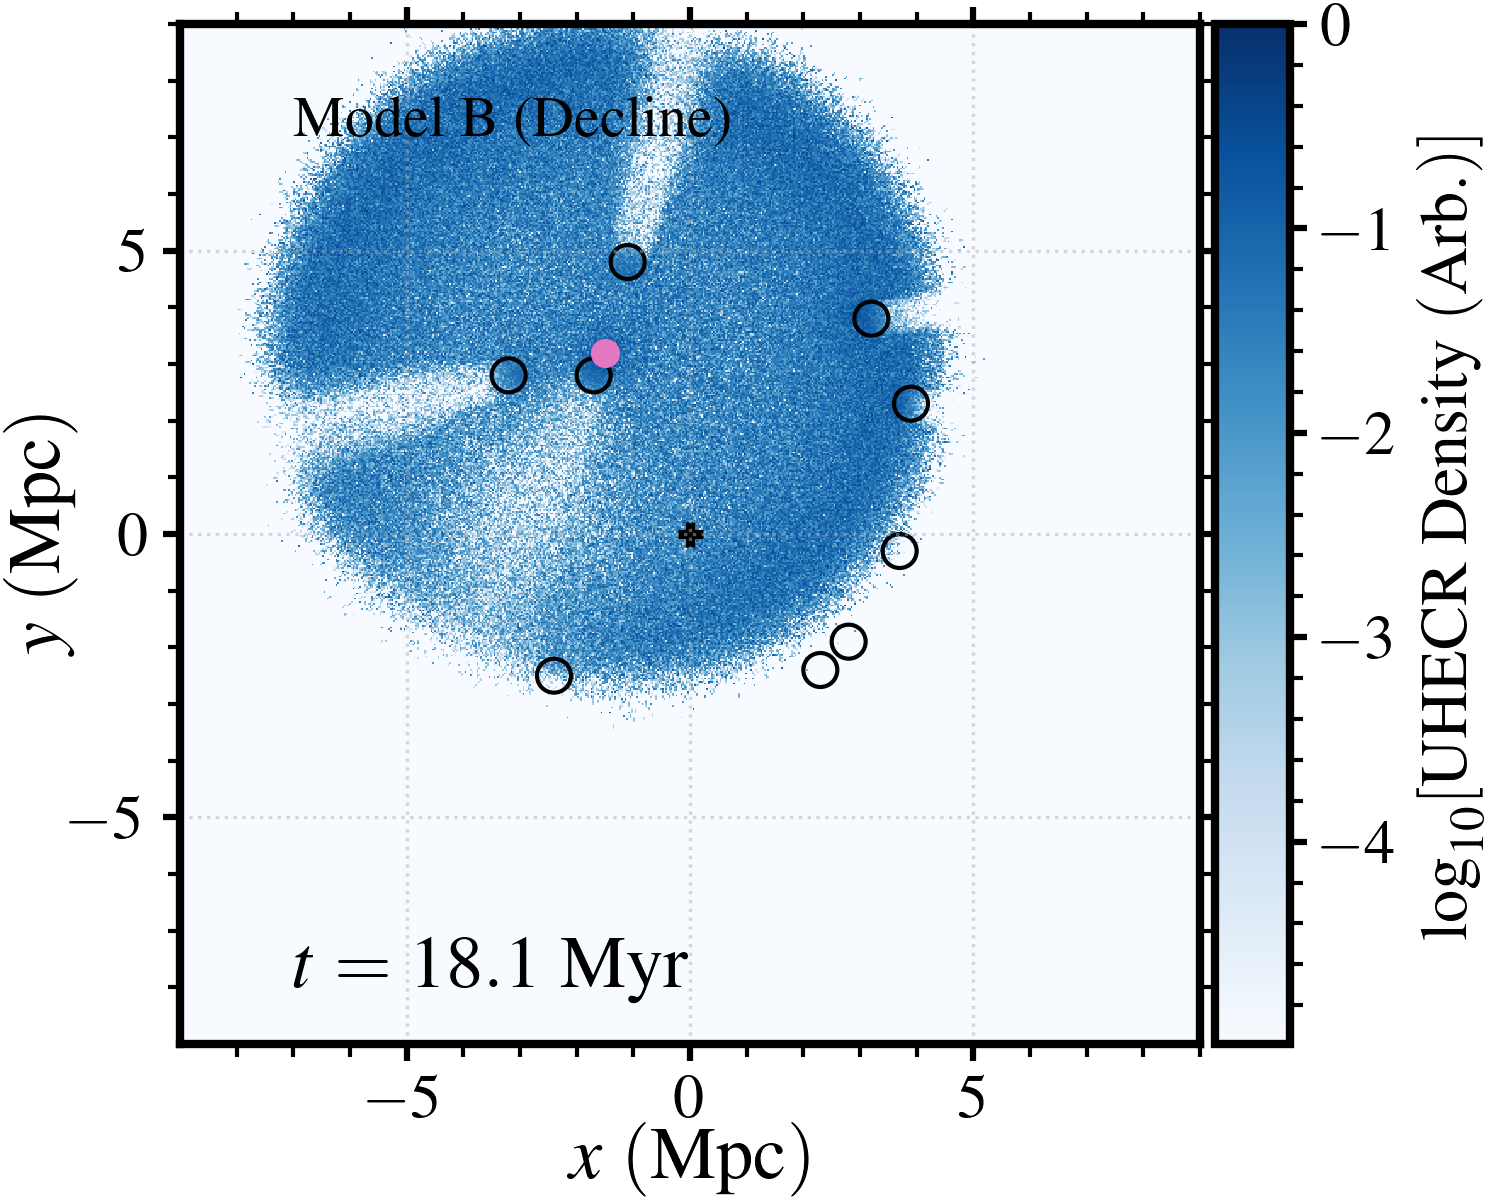 Model B (Decline)
t = 18.1 Myr
5
0
−5
y (Mpc)
−5 0 5
x (Mpc)
0
−1
−2
−3
−4
log₁₀[UHECR Density (Arb.)]